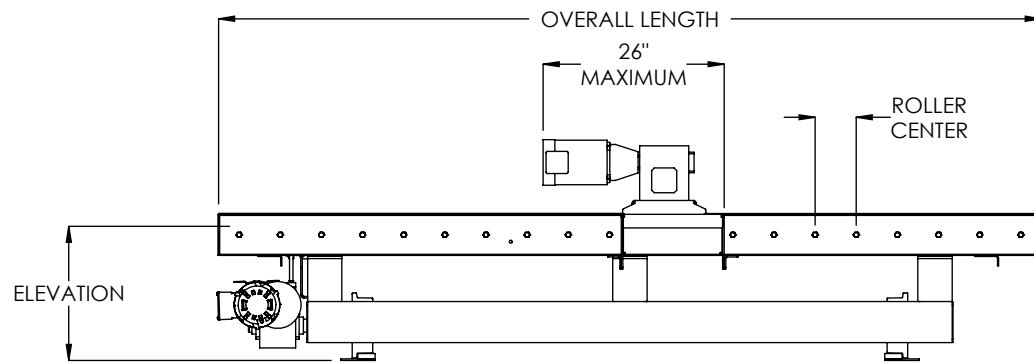 OVERALL LENGTH
26"
MAXIMUM
ROLLER
CENTER
ELEVATION